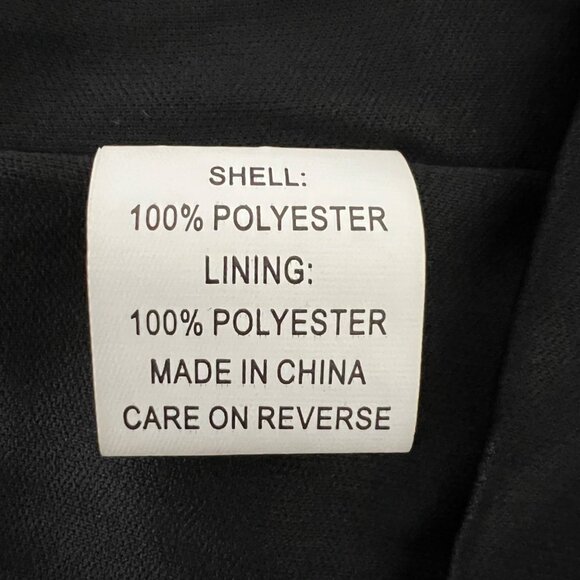 SHELL:
100% POLYESTER
LINING:
100% POLYESTER
MADE IN CHINA
CARE ON REVERSE